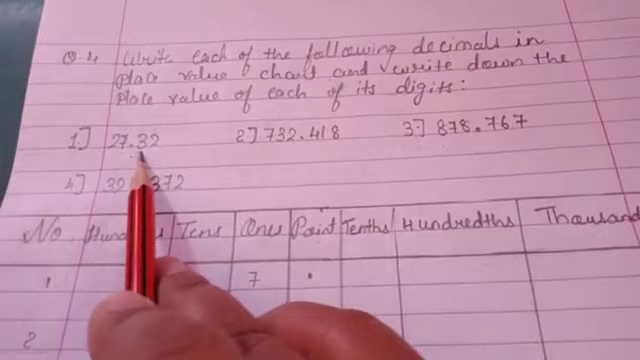 Q.4 Write each of the following decimals in
place value chart and write down the
place value of each of its digits:
1.] 27.32 2.] 732.418 3.] 878.767
4.] 372
No Tens Ones Point Tenths Hundredths Thousand
1 7 .
2